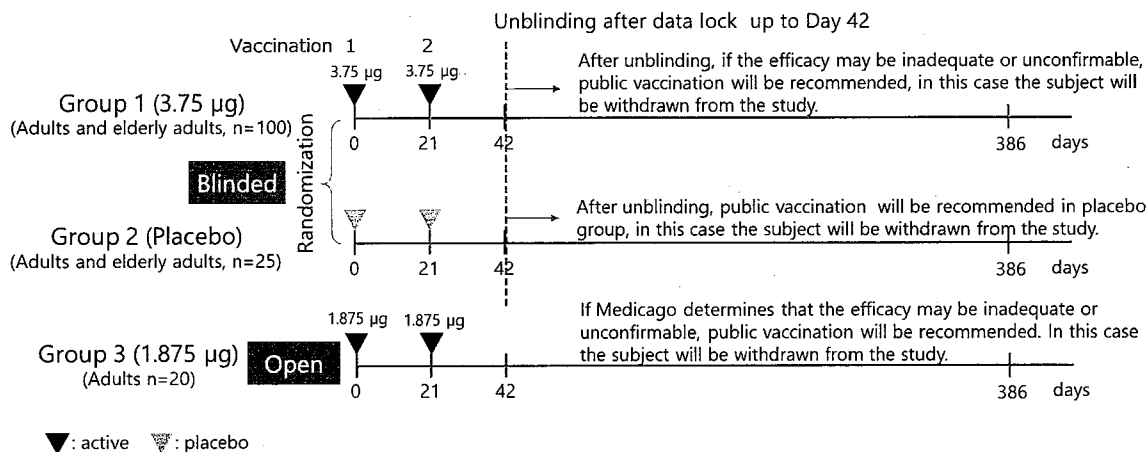 Unblinding after data lock up to Day 42
Vaccination 1 2
3.75 µg 3.75 µg
After unblinding, if the efficacy may be inadequate or unconfirmable,
public vaccination will be recommended, in this case the subject will
be withdrawn from the study.
Group 1 (3.75 µg)
(Adults and elderly adults, n=100)
0 21 42 386 days
Randomization
Blinded
After unblinding, public vaccination will be recommended in placebo
group, in this case the subject will be withdrawn from the study.
Group 2 (Placebo)
(Adults and elderly adults, n=25)
0 21 42 386 days
If Medicago determines that the efficacy may be inadequate or
unconfirmable, public vaccination will be recommended. In this case
the subject will be withdrawn from the study.
1.875 µg 1.875 µg
Group 3 (1.875 µg)
(Adults n=20)
Open
0 21 42 386 days
: active : placebo